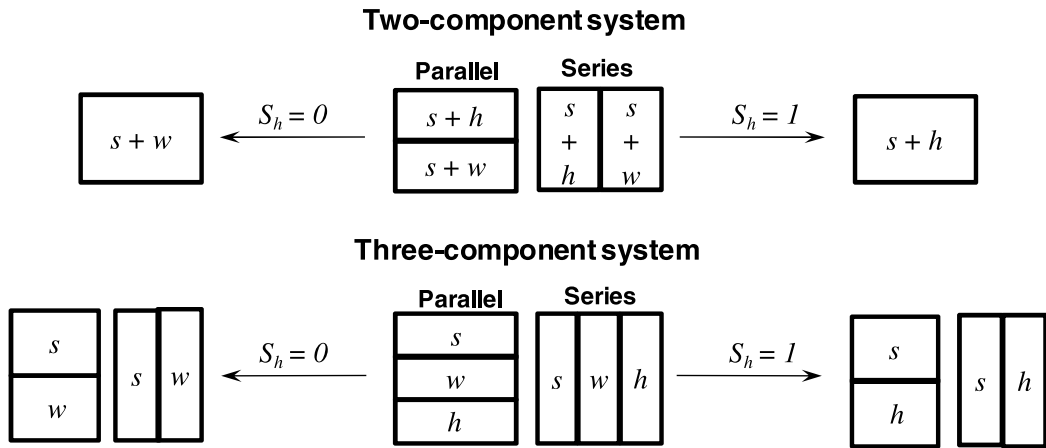 Two-component system
Parallel Series
s + w
S_h = 0
s + h
s + w
s + h
s + w
S_h = 1
s + h
Three-component system
Parallel Series
s
w
s w
S_h = 0
s
w
h
s w h
S_h = 1
s
h
s h